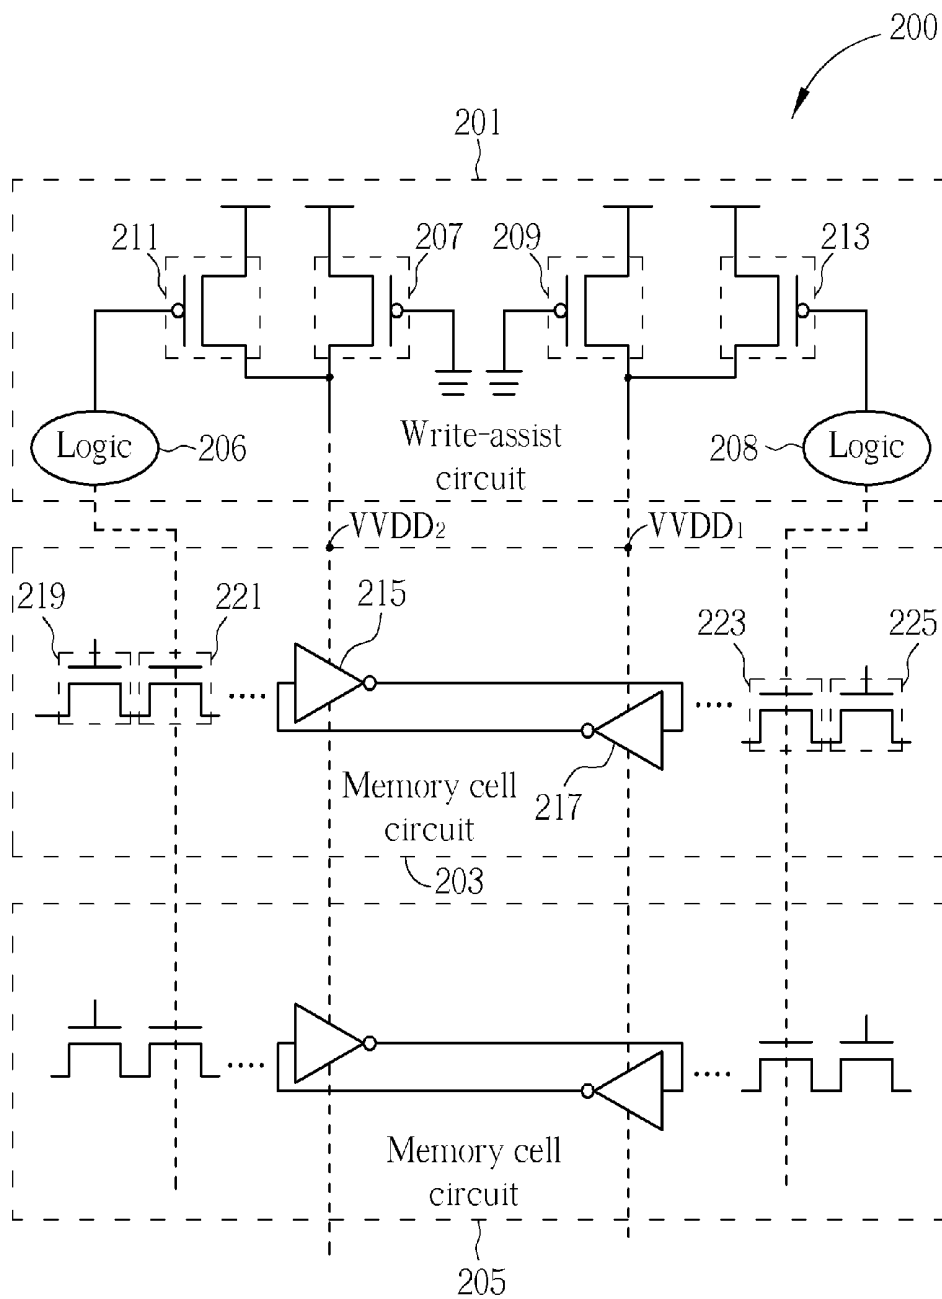 200
201
211
207
209
213
Logic
206
Write-assist
circuit
208
Logic
VVDD₂
VVDD₁
219
221
215
223
225
217
Memory cell
circuit
203
Memory cell
circuit
205